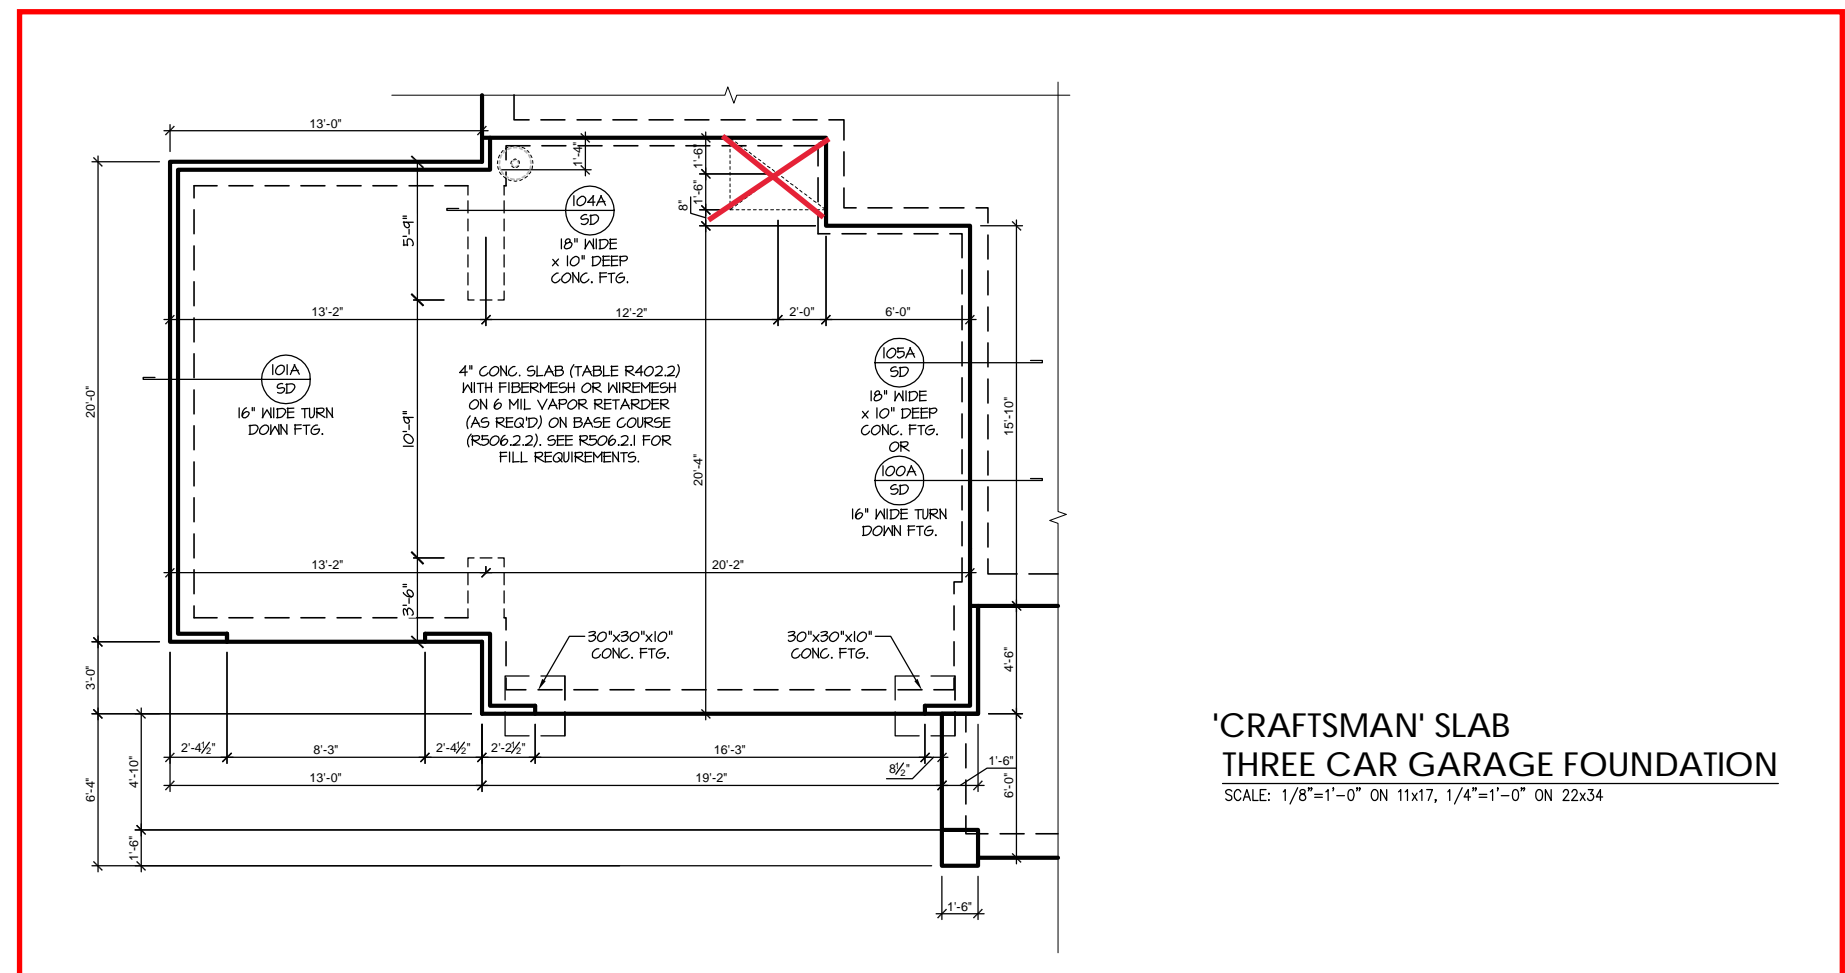 13'-0"
1'-4"
1'-6"
1'-6"
8"
104A
SD
18" WIDE
x 10" DEEP
CONC. FTG.
5'-9"
13'-2"
12'-2"
2'-0"
6'-0"
20'-0"
101A
SD
16" WIDE TURN
DOWN FTG.
10'-9"
4" CONC. SLAB (TABLE R402.2)
WITH FIBERMESH OR WIREMESH
ON 6 MIL VAPOR RETARDER
(AS REQ'D) ON BASE COURSE
(R506.2.2). SEE R506.2.1 FOR
FILL REQUIREMENTS.
20'-4"
105A
SD
18" WIDE
x 10" DEEP
CONC. FTG.
OR
100A
SD
16" WIDE TURN
DOWN FTG.
15'-10"
13'-2"
20'-2"
3'-6"
30"x30"x10"
CONC. FTG.
30"x30"x10"
CONC. FTG.
3'-0"
4'-6"
2'-4½"
8'-3"
2'-4½"
2'-2½"
16'-3"
8½"
1'-6"
13'-0"
19'-2"
6'-4"
4'-10"
1'-6"
6'-0"
1'-6"
'CRAFTSMAN' SLAB
THREE CAR GARAGE FOUNDATION
SCALE: 1/8"=1'-0" ON 11x17, 1/4"=1'-0" ON 22x34